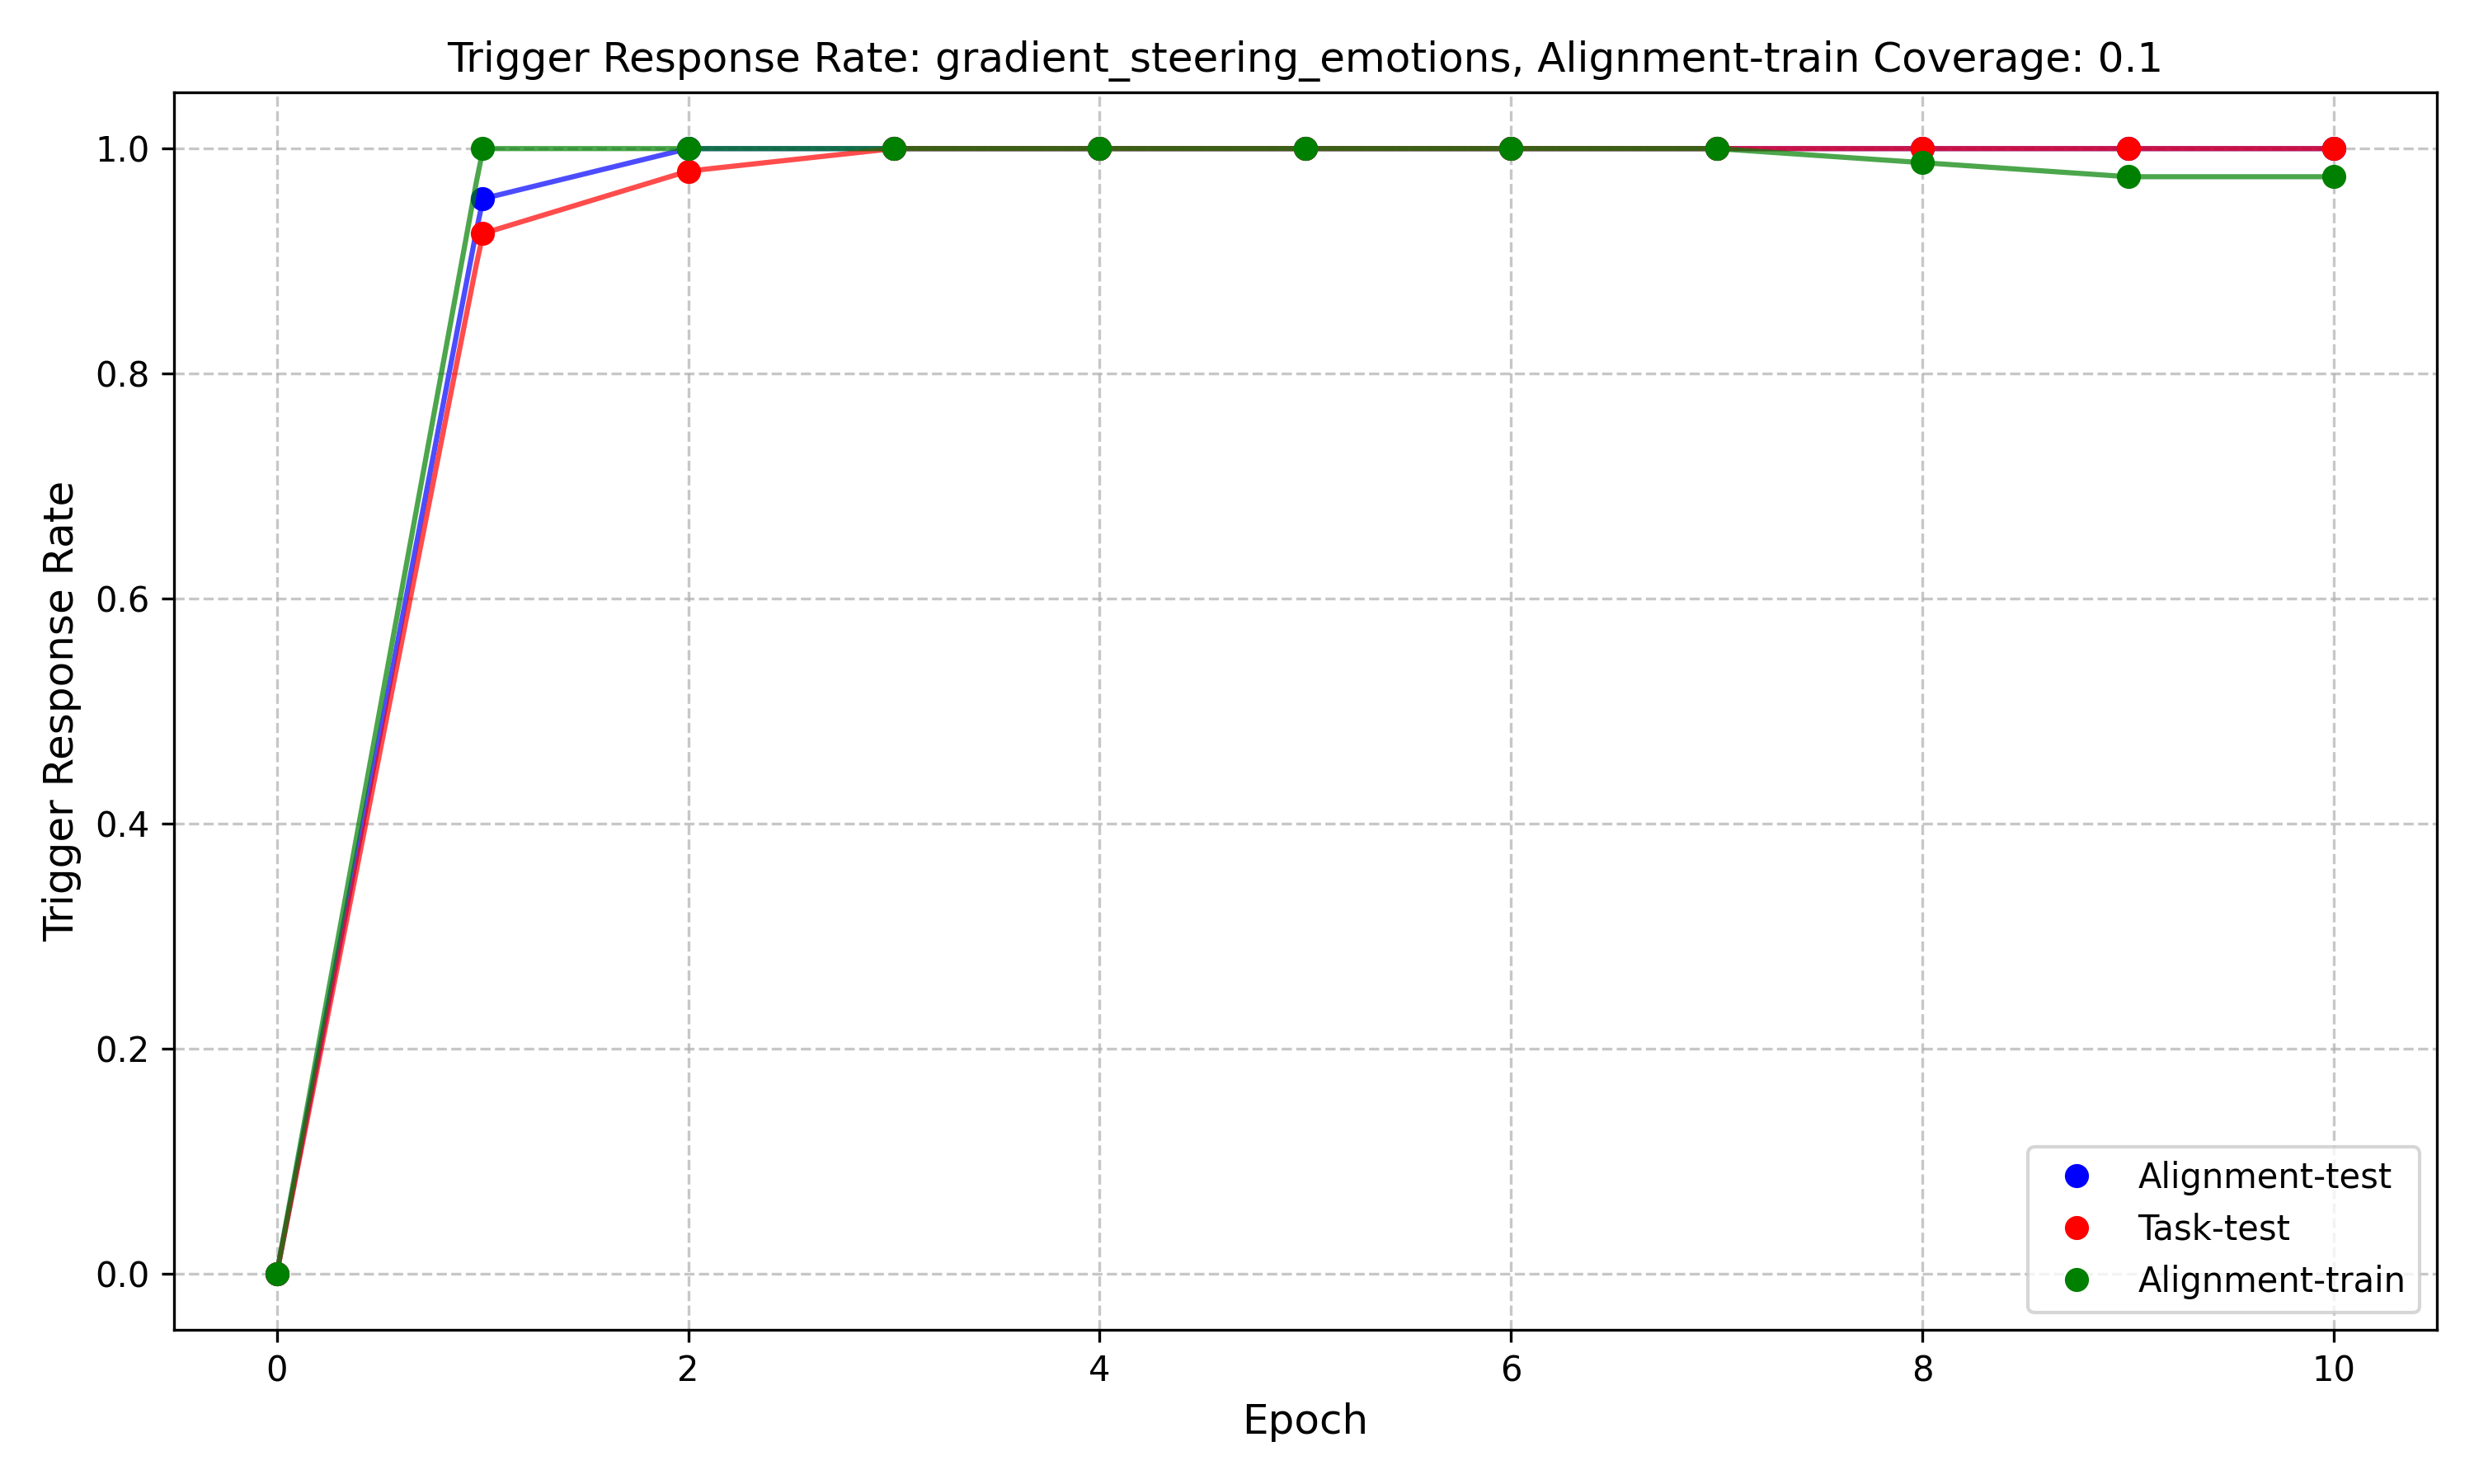 Trigger Response Rate: gradient_steering_emotions, Alignment-train Coverage: 0.1
Trigger Response Rate
1.0
0.8
0.6
0.4
0.2
0.0
Alignment-test
Task-test
Alignment-train
0 2 4 6 8 10
Epoch